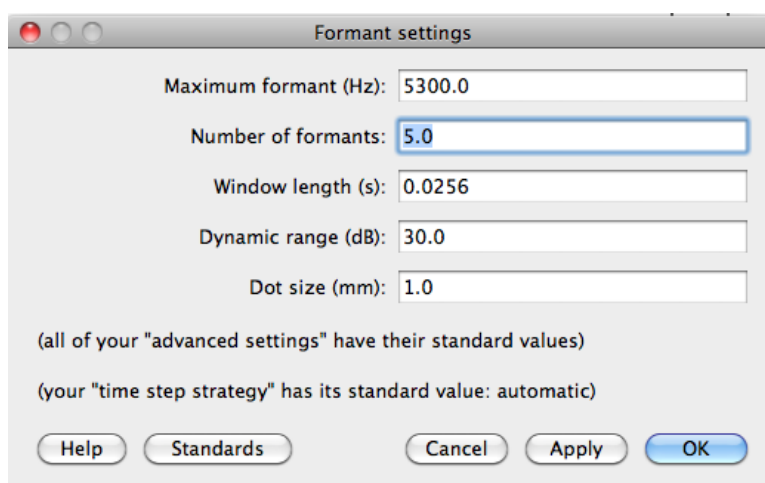 Formant settings
Maximum formant (Hz): 5300.0
Number of formants: 5.0
Window length (s): 0.0256
Dynamic range (dB): 30.0
Dot size (mm): 1.0
(all of your "advanced settings" have their standard values)
(your "time step strategy" has its standard value: automatic)
Help Standards Cancel Apply OK